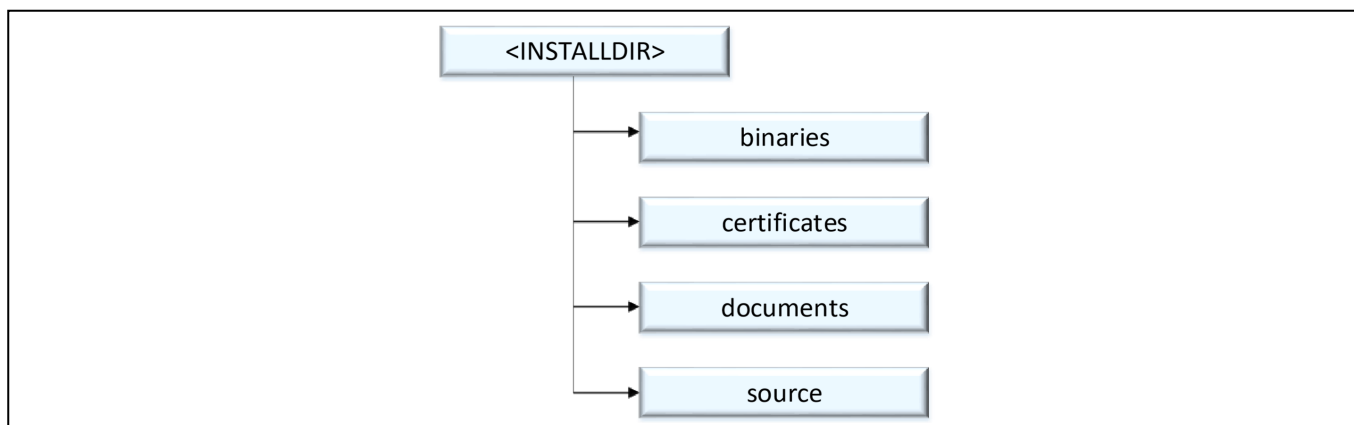 <INSTALLDIR>
binaries
certificates
documents
source